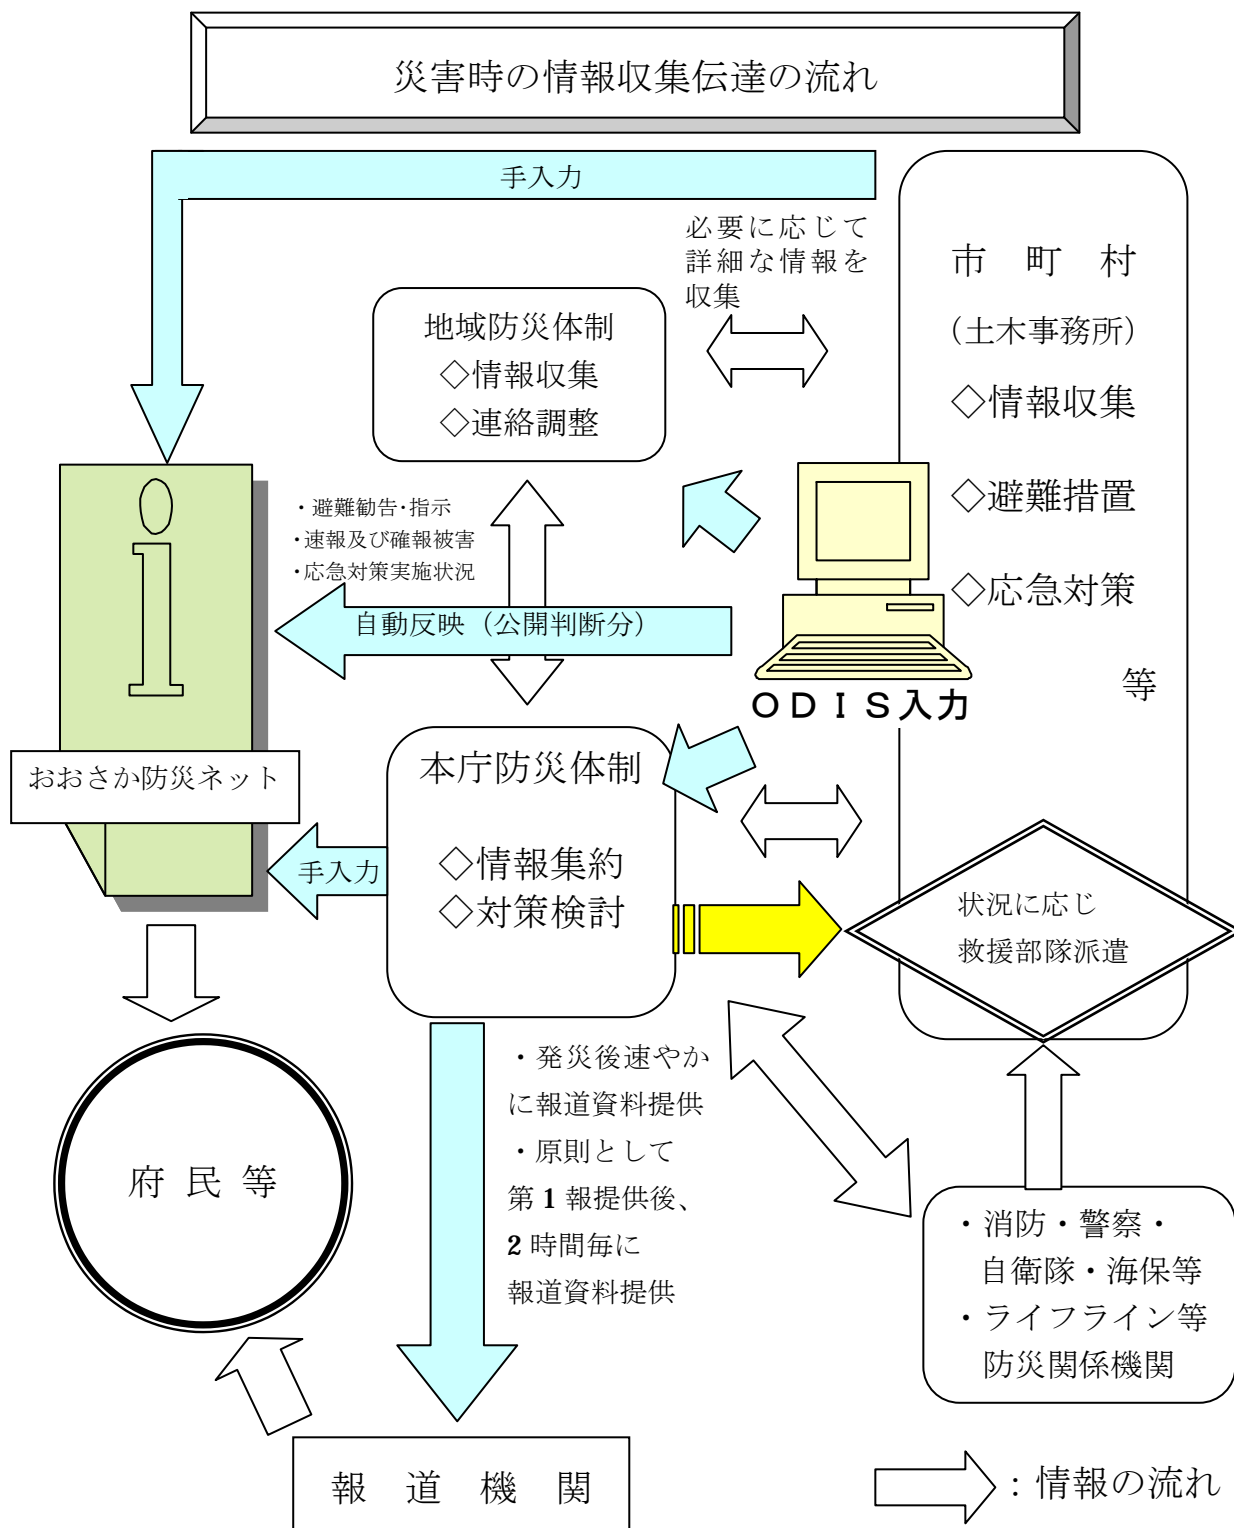 災害時の情報収集伝達の流れ
手入力
必要に応じて
詳細な情報を
収集
市 町 村
(土木事務所)
◇情報収集
◇避難措置
◇応急対策
等
地域防災体制
◇情報収集
◇連絡調整
・避難勧告・指示
・速報及び確報被害
・応急対策実施状況
自動反映（公開判断分）
ＯＤＩＳ入力
i
おおさか防災ネット
本庁防災体制
◇情報集約
◇対策検討
手入力
状況に応じ
救援部隊派遣
・発災後速やか
に報道資料提供
・原則として
第1報提供後、
2時間毎に
報道資料提供
府 民 等
・消防・警察・
自衛隊・海保等
・ライフライン等
防災関係機関
報 道 機 関
：情報の流れ